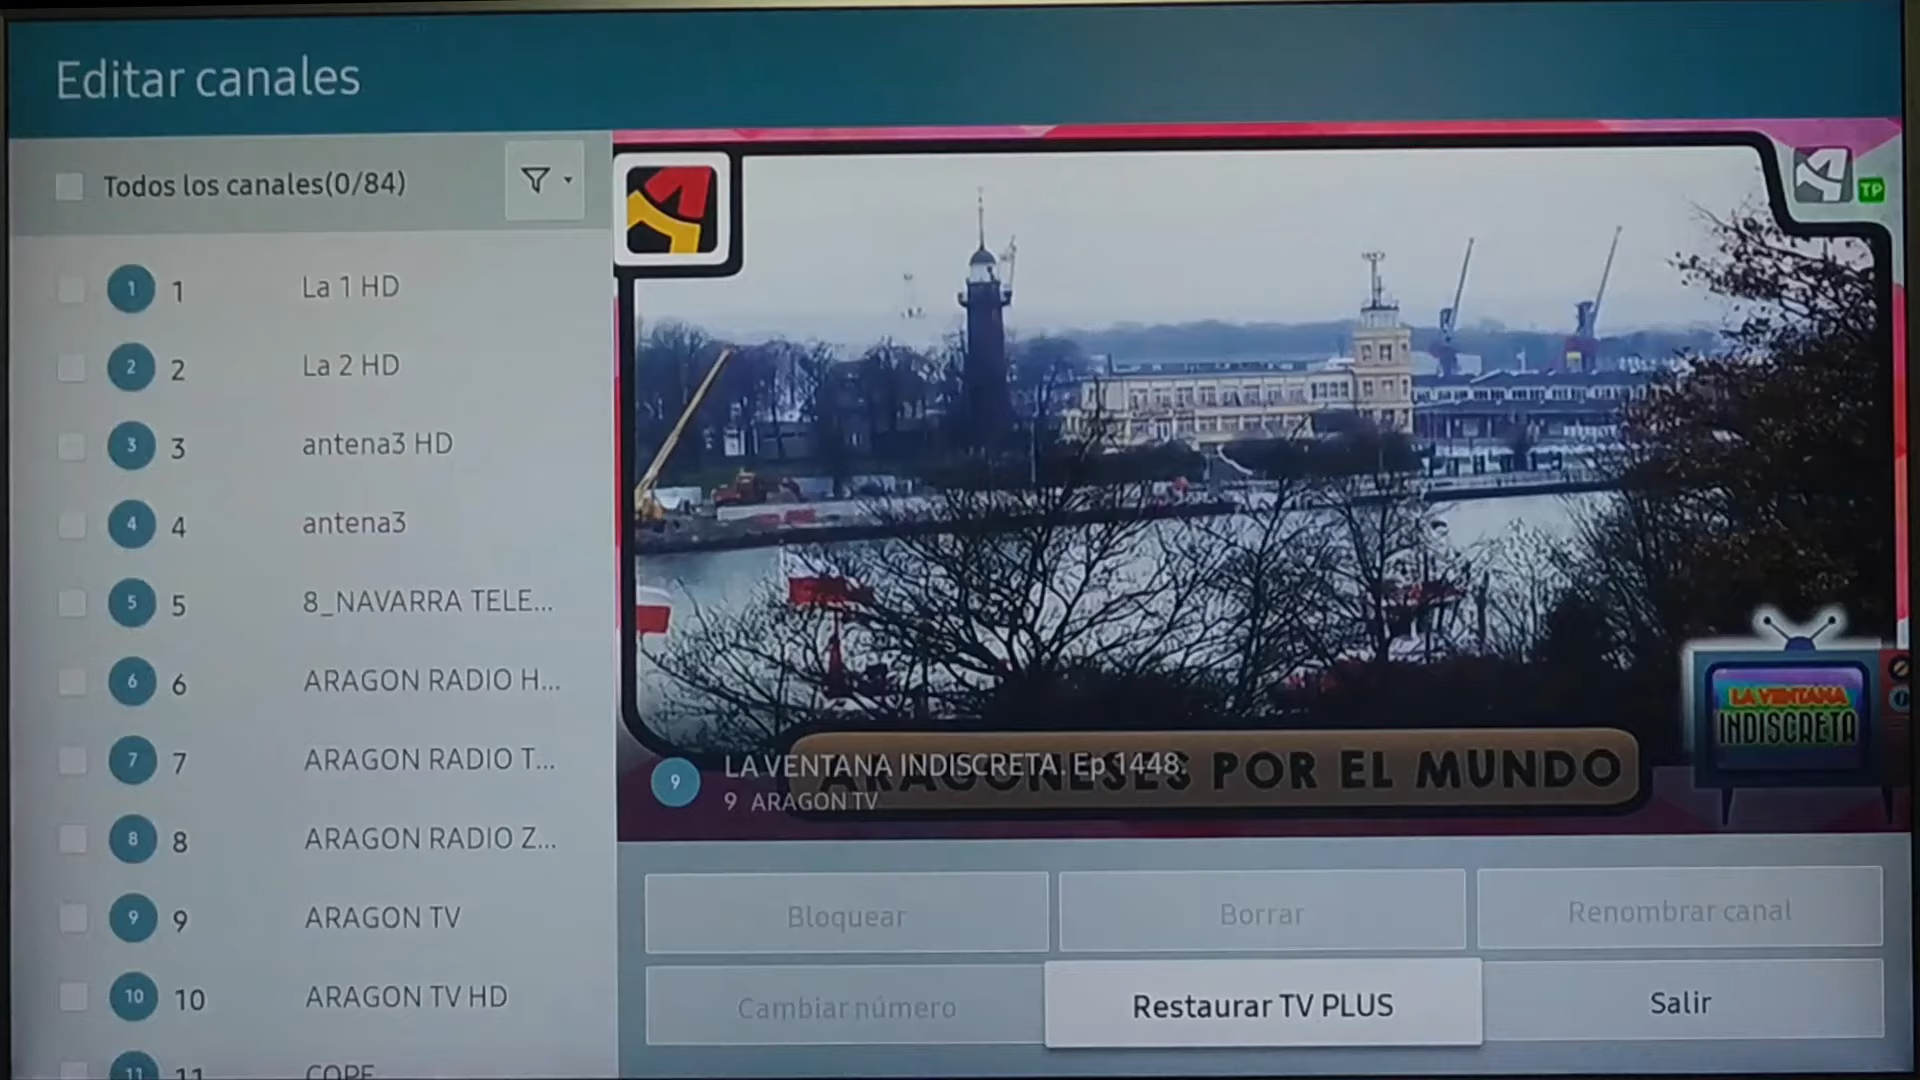 Editar canales
Todos los canales(0/84)
1 1 La 1 HD
2 2 La 2 HD
3 3 antena3 HD
4 4 antena3
5 5 8_NAVARRA TELE...
6 6 ARAGON RADIO H...
7 7 ARAGON RADIO T...
8 8 ARAGON RADIO Z...
9 9 ARAGON TV
10 10 ARAGON TV HD
11 11 COPE
TP
LA VENTANA
INDISCRETA
ARAGONESES POR EL MUNDO
9 LA VENTANA INDISCRETA. Ep 1448
9 ARAGON TV
Bloquear
Borrar
Renombrar canal
Cambiar número
Restaurar TV PLUS
Salir